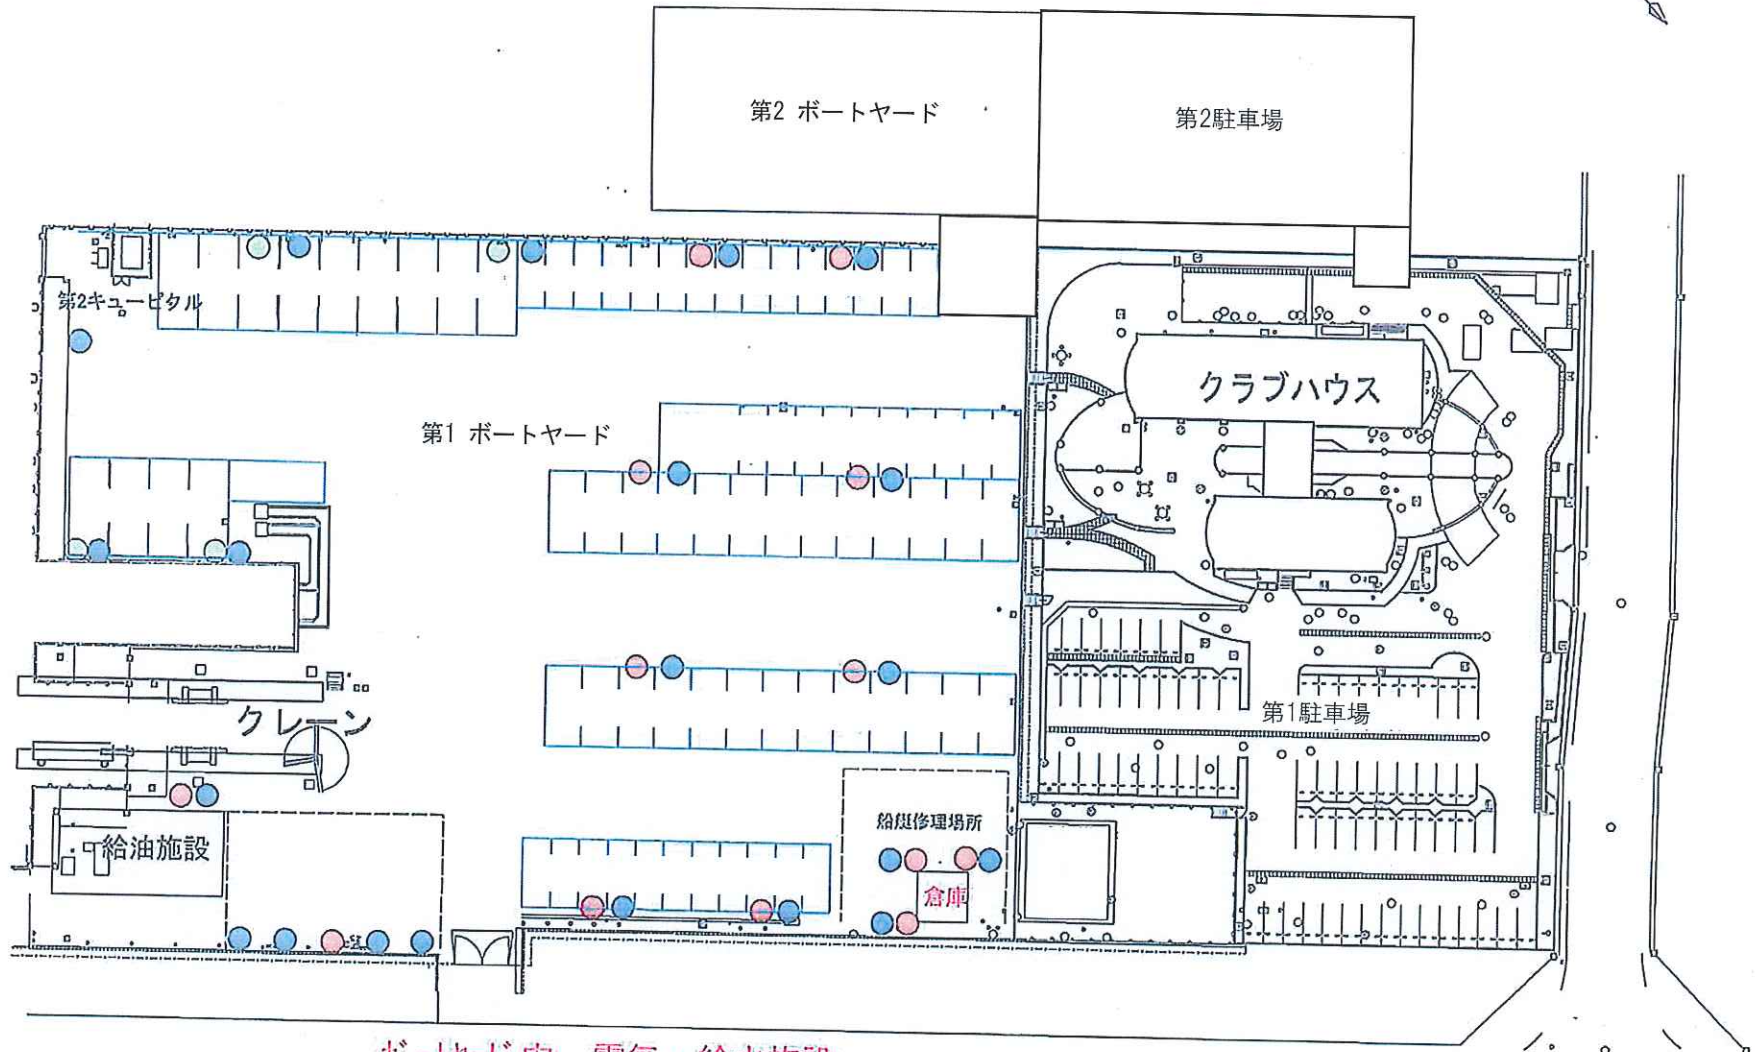 第2 ボートヤード
第2駐車場
第2キュービタル
クラブハウス
第1 ボートヤード
クレーン
第1駐車場
船艇修理場所
給油施設
倉庫